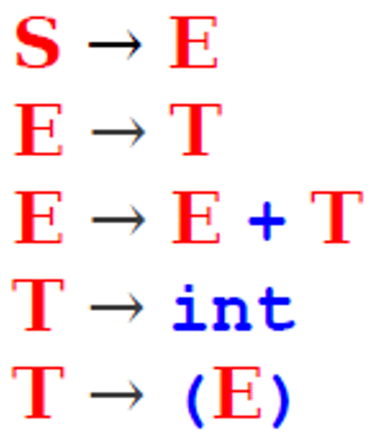 S → E
E → T
E → E + T
T → int
T → (E)